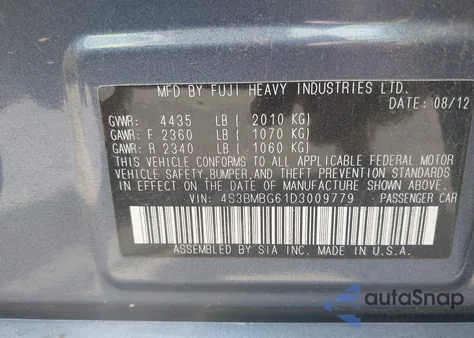 MFD BY FUJI HEAVY INDUSTRIES LTD.
DATE: 08/12
GVWR: 4435 LB ( 2010 KG)
GAWR: F 2360 LB ( 1070 KG)
GAWR: R 2340 LB ( 1060 KG)
THIS VEHICLE CONFORMS TO ALL APPLICABLE FEDERAL MOTOR
VEHICLE SAFETY, BUMPER, AND THEFT PREVENTION STANDARDS
IN EFFECT ON THE DATE OF MANUFACTURE SHOWN ABOVE.
VIN: 4S3BMBG61D3009779 PASSENGER CAR
ASSEMBLED BY SIA INC. MADE IN U.S.A.
autoSnap